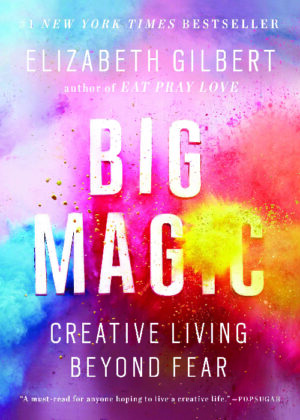 #1 NEW YORK TIMES BESTSELLER
ELIZABETH GILBERT
author of EAT PRAY LOVE
BIG
MAGIC
CREATIVE LIVING
BEYOND FEAR
"A must-read for anyone hoping to live a creative life." —POPSUGAR